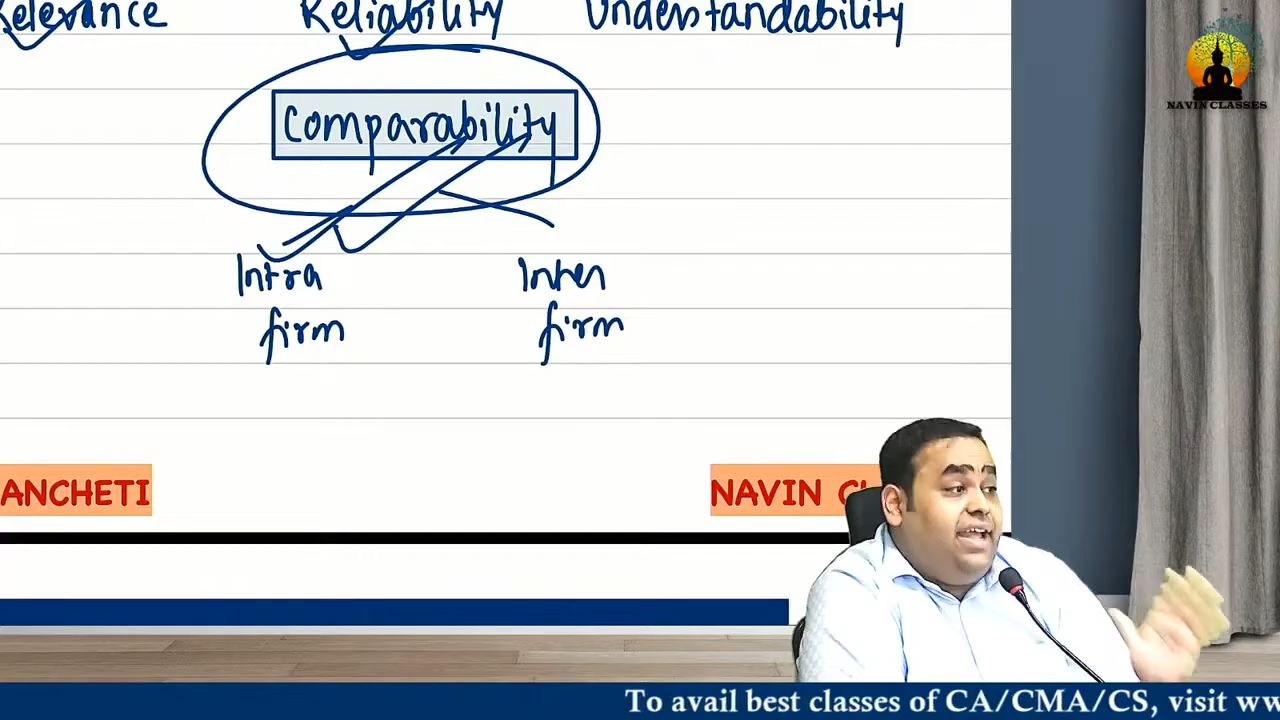 Relevance Reliability Understandability
NAVIN CLASSES
Comparability
Intra Inter
firm firm
ANCHETI NAVIN CL
To avail best classes of CA/CMA/CS, visit ww